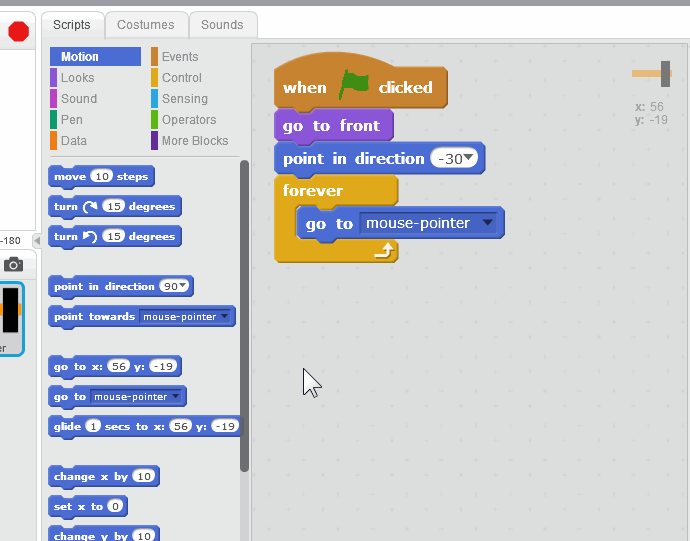 Scripts Costumes Sounds
Motion Events
Looks Control
Sound Sensing
Pen Operators
Data More Blocks
move 10 steps
turn 15 degrees
turn 15 degrees
point in direction 90
point towards mouse-pointer
go to x: 56 y: -19
go to mouse-pointer
glide 1 secs to x: 56 y: -19
change x by 10
set x to 0
change y by 10
when clicked
go to front
point in direction -30
forever
go to mouse-pointer
x: 56
y: -19
-180
er